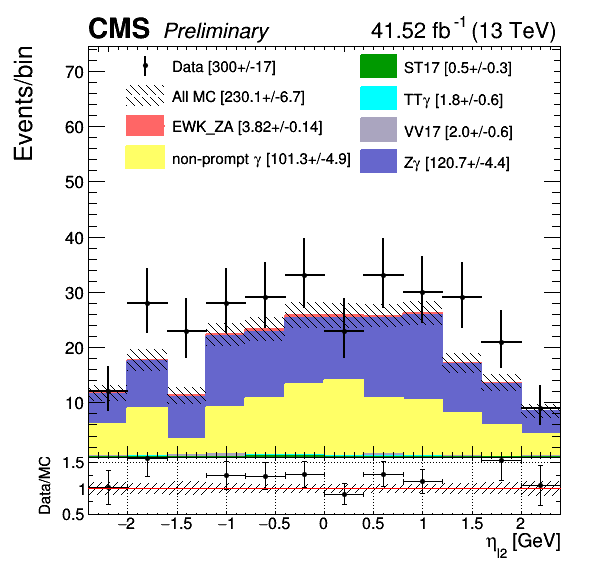 CMS Preliminary 41.52 fb⁻¹ (13 TeV)
Events/bin
Data [300+/-17]
All MC [230.1+/-6.7]
EWK_ZA [3.82+/-0.14]
non-prompt γ [101.3+/-4.9]
ST17 [0.5+/-0.3]
TTγ [1.8+/-0.6]
VV17 [2.0+/-0.6]
Zγ [120.7+/-4.4]
70
60
50
40
30
20
10
Data/MC
1.5
1
0.5
−2 −1.5 −1 −0.5 0 0.5 1 1.5 2
η_l2 [GeV]